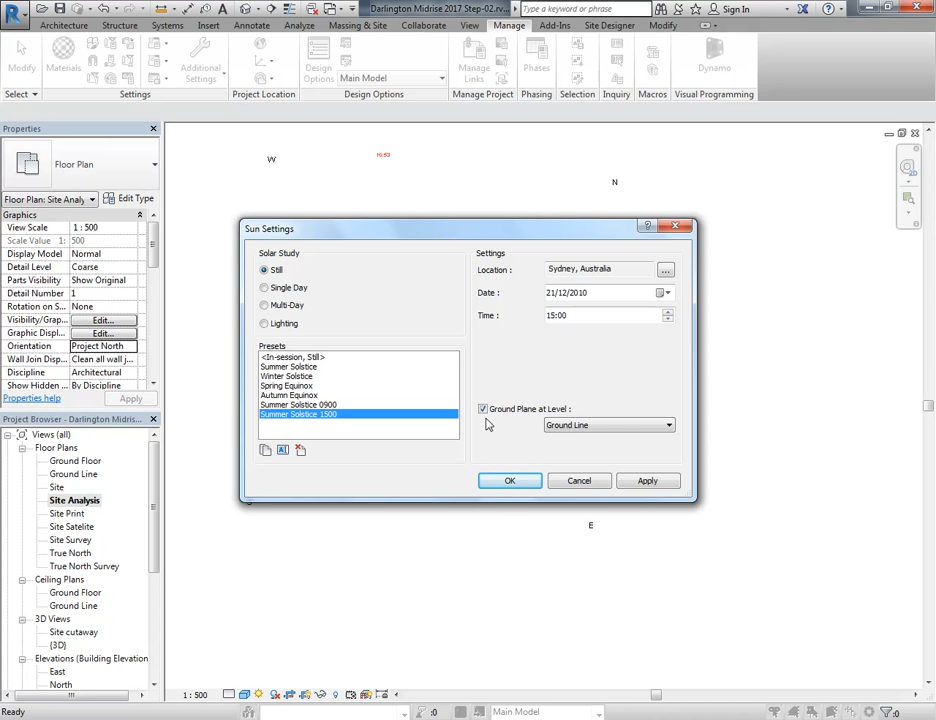 Darlington Midrise 2017 Step-02.rv...
Type a keyword or phrase
Sign In
Architecture Structure Systems Insert Annotate Analyze Massing & Site Collaborate View Manage Add-Ins Site Designer Modify
Modify
Materials
Additional
Settings
Design
Options
Main Model
Manage
Links
Phases
Dynamo
Select
Settings
Project Location
Design Options
Manage Project
Phasing
Selection
Inquiry
Macros
Visual Programming
Properties
Floor Plan
Floor Plan: Site Analy
Edit Type
Graphics
View Scale 1 : 500
Scale Value 1: 500
Display Model Normal
Detail Level Coarse
Parts Visibility Show Original
Detail Number 1
Rotation on S... None
Visibility/Grap... Edit...
Graphic Displ... Edit...
Orientation Project North
Wall Join Disp... Clean all wall j...
Discipline Architectural
Show Hidden ... By Discipline
Properties help
Apply
Project Browser - Darlington Midris...
Views (all)
Floor Plans
Ground Floor
Ground Line
Site
Site Analysis
Site Print
Site Satelite
Site Survey
True North
True North Survey
Ceiling Plans
Ground Floor
Ground Line
3D Views
Site cutaway
{3D}
Elevations (Building Elevation
East
North
W
16:53
N
E
Sun Settings
Solar Study
Still
Single Day
Multi-Day
Lighting
Presets
<In-session, Still>
Summer Solstice
Winter Solstice
Spring Equinox
Autumn Equinox
Summer Solstice 0900
Summer Solstice 1500
Settings
Location : Sydney, Australia ...
Date : 21/12/2010
Time : 15:00
Ground Plane at Level :
Ground Line
OK
Cancel
Apply
1 : 500
Ready
:0
Main Model
:0